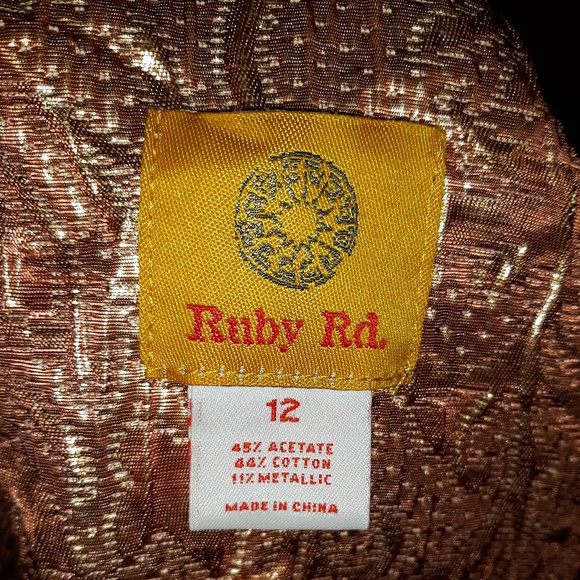 Ruby Rd.
12
45% ACETATE
44% COTTON
11% METALLIC
MADE IN CHINA